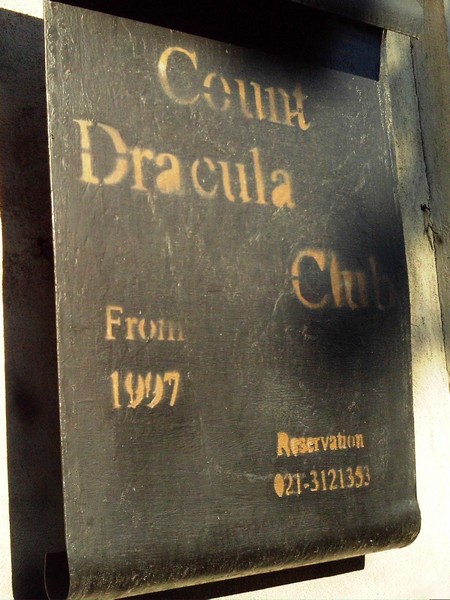 Count
Dracula
Club
From
1997
Reservation
021-3121353